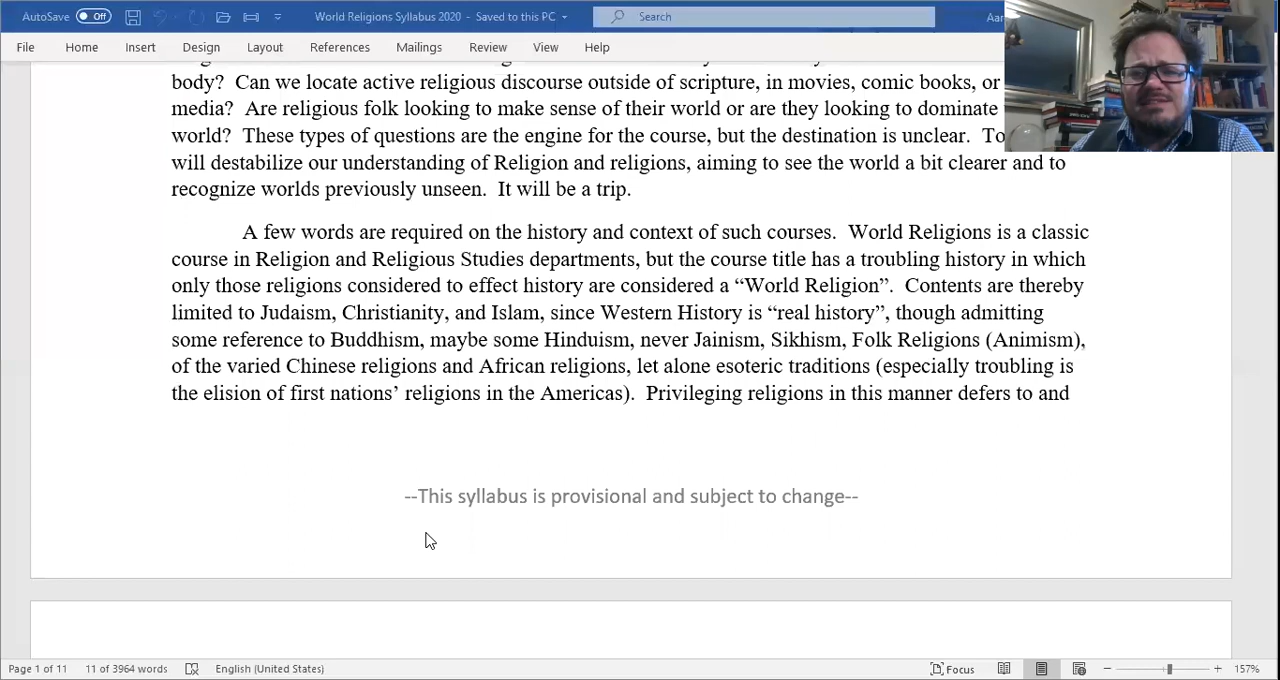 AutoSave Off World Religions Syllabus 2020 - Saved to this PC Search
File Home Insert Design Layout References Mailings Review View Help
body? Can we locate active religious discourse outside of scripture, in movies, comic books, or
media? Are religious folk looking to make sense of their world or are they looking to dominate
world? These types of questions are the engine for the course, but the destination is unclear.
will destabilize our understanding of Religion and religions, aiming to see the world a bit clearer and to
recognize worlds previously unseen. It will be a trip.
A few words are required on the history and context of such courses. World Religions is a classic
course in Religion and Religious Studies departments, but the course title has a troubling history in which
only those religions considered to effect history are considered a “World Religion”. Contents are thereby
limited to Judaism, Christianity, and Islam, since Western History is “real history”, though admitting
some reference to Buddhism, maybe some Hinduism, never Jainism, Sikhism, Folk Religions (Animism),
of the varied Chinese religions and African religions, let alone esoteric traditions (especially troubling is
the elision of first nations’ religions in the Americas). Privileging religions in this manner defers to and
--This syllabus is provisional and subject to change--
Page 1 of 11 11 of 3964 words English (United States) Focus 157%